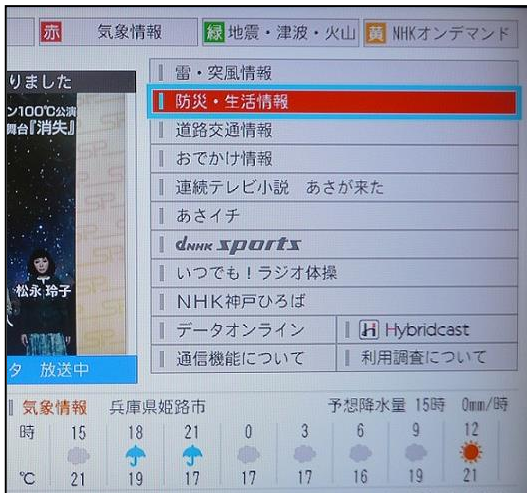 赤 気象情報 緑 地震・津波・火山 黄 NHKオンデマンド
りました
ン100℃公演
舞台『消失』
松永 玲子
タ 放送中
雷・突風情報
防災・生活情報
道路交通情報
おでかけ情報
連続テレビ小説 あさが来た
あさイチ
dNHK sports
いつでも!ラジオ体操
NHK神戸ひろば
データオンライン Hybridcast
通信機能について 利用調査について
気象情報 兵庫県姫路市 予想降水量 15時 0mm/時
時 15 18 21 0 3 6 9 12
℃ 21 19 17 17 17 16 19 21